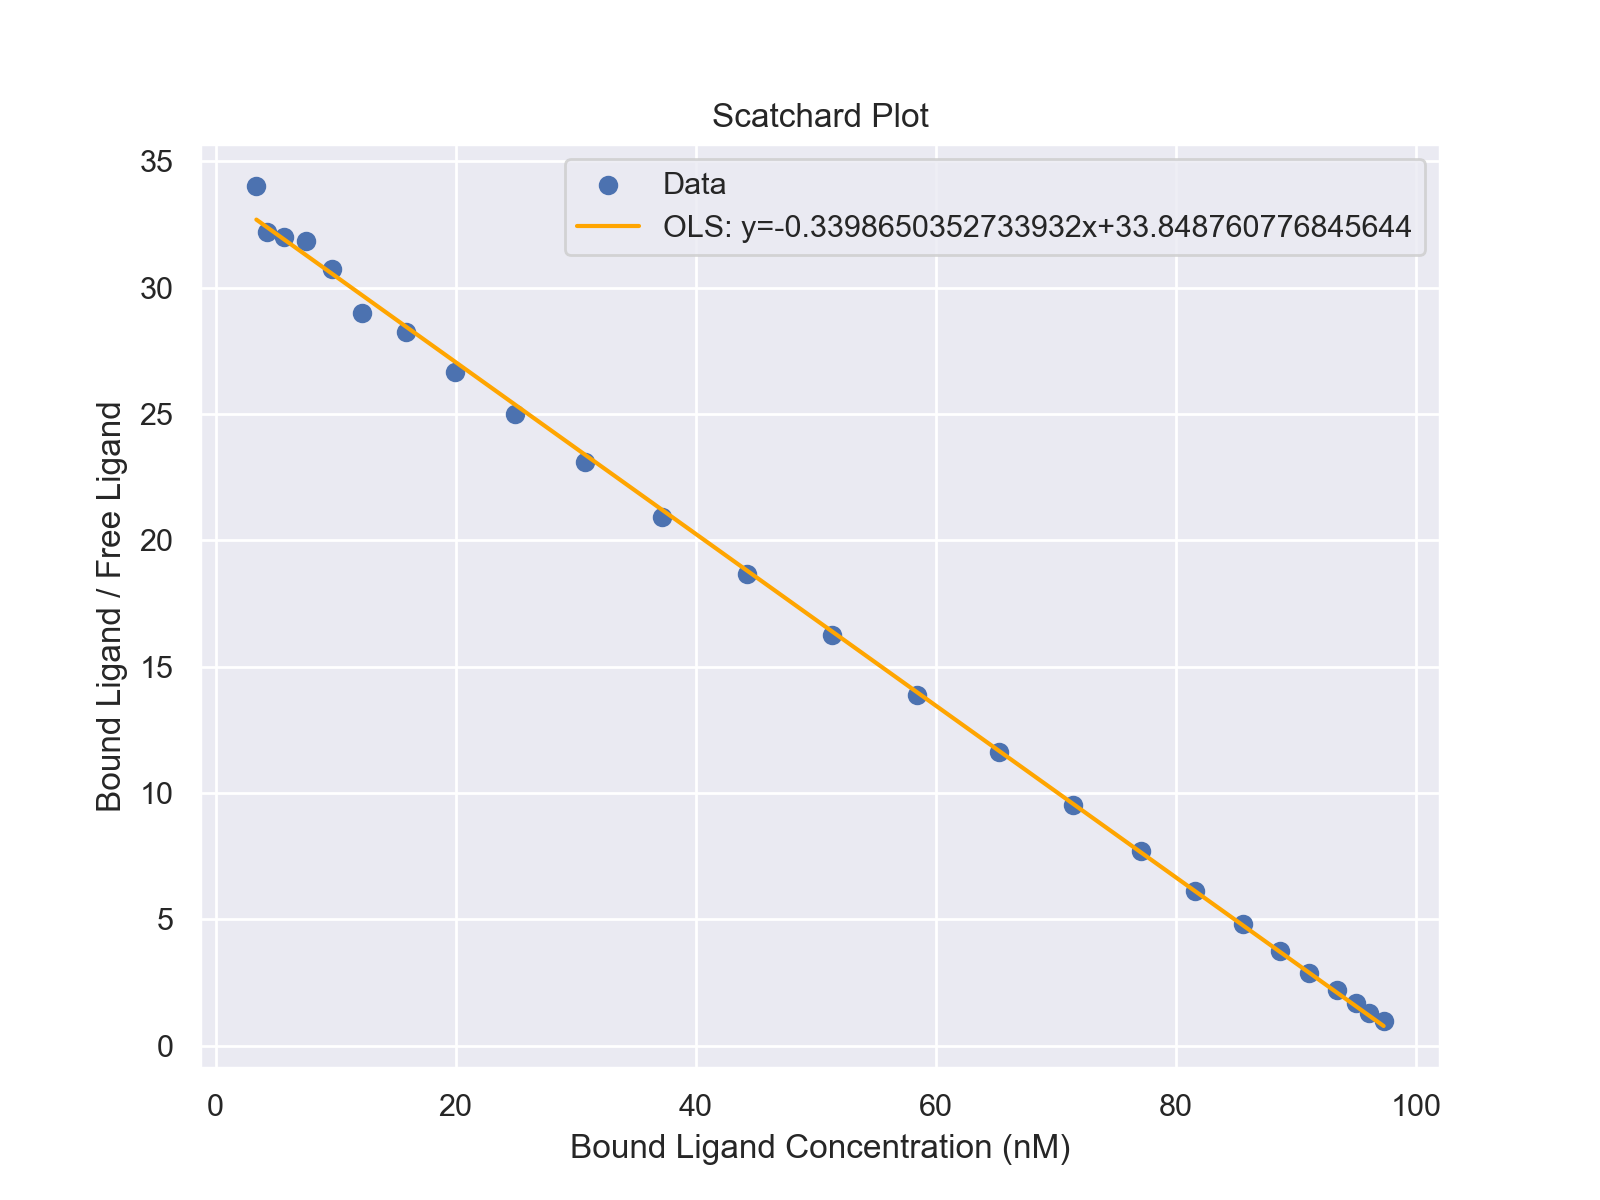 Scatchard Plot
Data
OLS: y=-0.3398650352733932x+33.848760776845644
35
30
25
20
15
10
5
0
Bound Ligand / Free Ligand
0 20 40 60 80 100
Bound Ligand Concentration (nM)